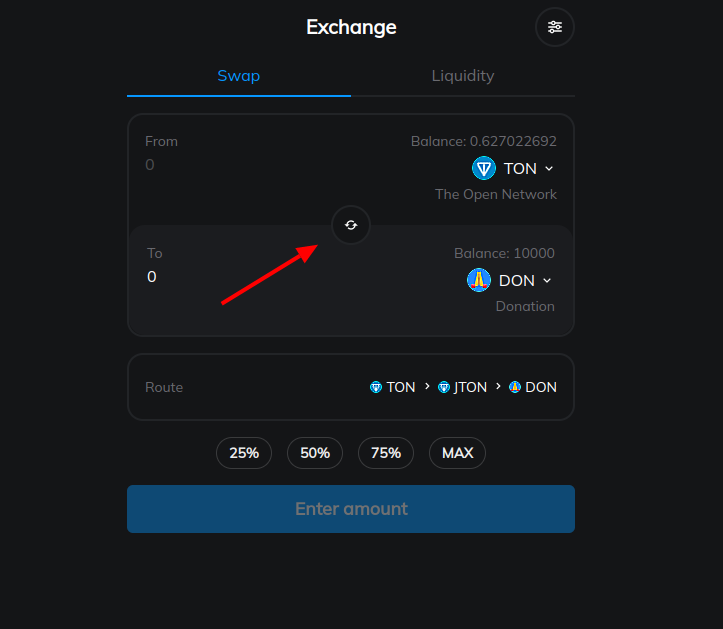 Exchange
Swap Liquidity
From Balance: 0.627022692
0 TON
The Open Network
To Balance: 10000
0 DON
Donation
Route TON > JTON > DON
25% 50% 75% MAX
Enter amount